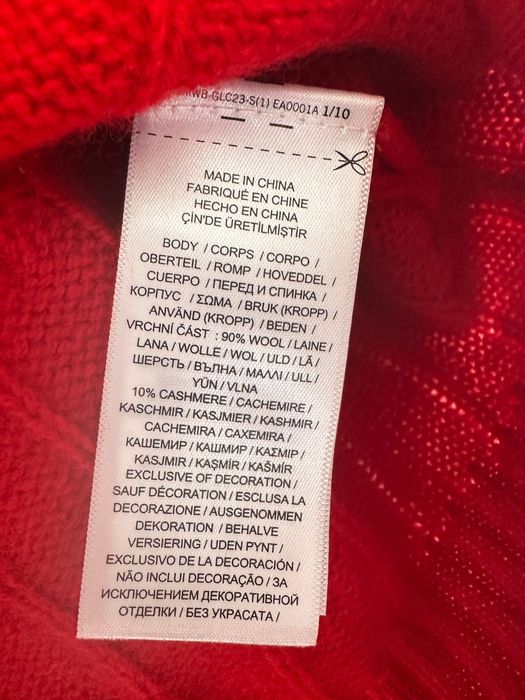 WB-GLC23-S(1) EA0001A 1/10
MADE IN CHINA
FABRIQUÉ EN CHINE
HECHO EN CHINA
ÇİN'DE ÜRETİLMİŞTİR
BODY / CORPS / CORPO /
OBERTEIL / ROMP / HOVEDDEL /
CUERPO / ПЕРЕД И СПИНКА /
КОРПУС / ΣΩΜΑ / BRUK (KROPP) /
ANVÄND (KROPP) / BEDEN /
VRCHNÍ ČÁST : 90% WOOL / LAINE /
LANA / WOLLE / WOL / ULD / LÃ /
ШЕРСТЬ / ВЪЛНА / ΜΑΛΛΙ / ULL /
YÜN / VLNA
10% CASHMERE / CACHEMIRE /
KASCHMIR / KASJMIER / KASHMIR /
CACHEMIRA / CAXEMIRA /
КАШЕМИР / КАШМИР / ΚΑΣΜΙΡ /
KASJMIR / KAŞMİR / KAŠMÍR
EXCLUSIVE OF DECORATION /
SAUF DÉCORATION / ESCLUSA LA
DECORAZIONE / AUSGENOMMEN
DEKORATION / BEHALVE
VERSIERING / UDEN PYNT /
EXCLUSIVO DE LA DECORACIÓN /
NÃO INCLUI DECORAÇÃO / ЗА
ИСКЛЮЧЕНИЕМ ДЕКОРАТИВНОЙ
ОТДЕЛКИ / БЕЗ УКРАСАТА /